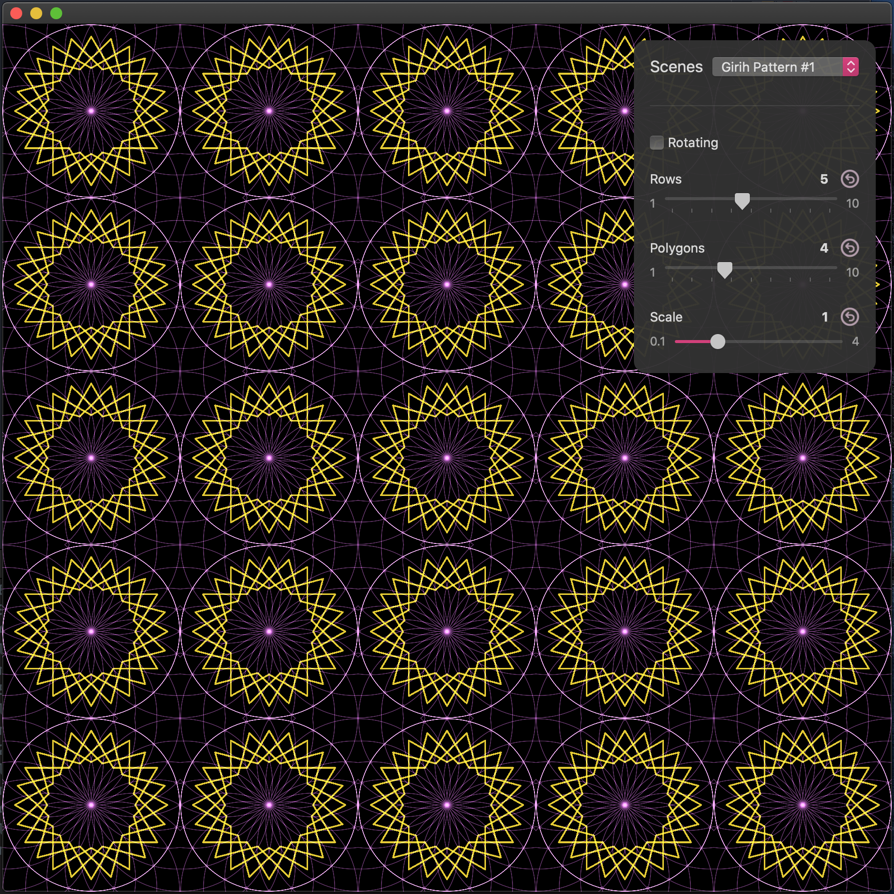 Scenes Girih Pattern #1
Rotating
Rows 5
1 10
Polygons 4
1 10
Scale 1
0.1 4